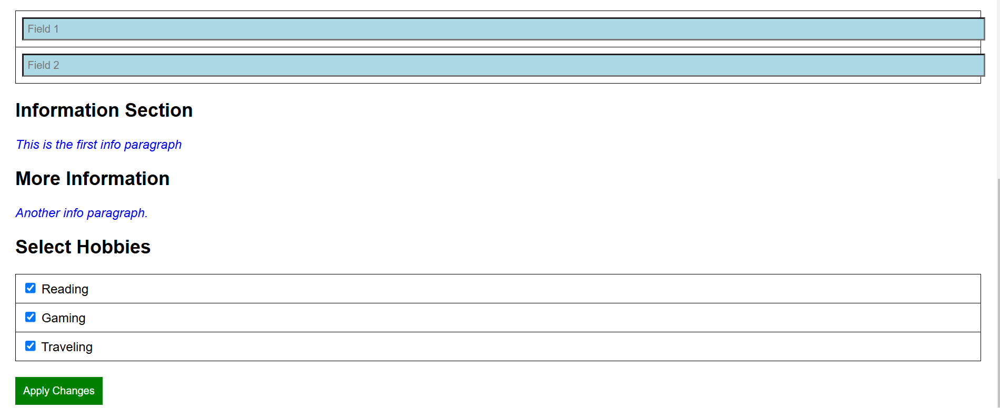 Field 1
Field 2
Information Section
This is the first info paragraph
More Information
Another info paragraph.
Select Hobbies
Reading
Gaming
Traveling
Apply Changes